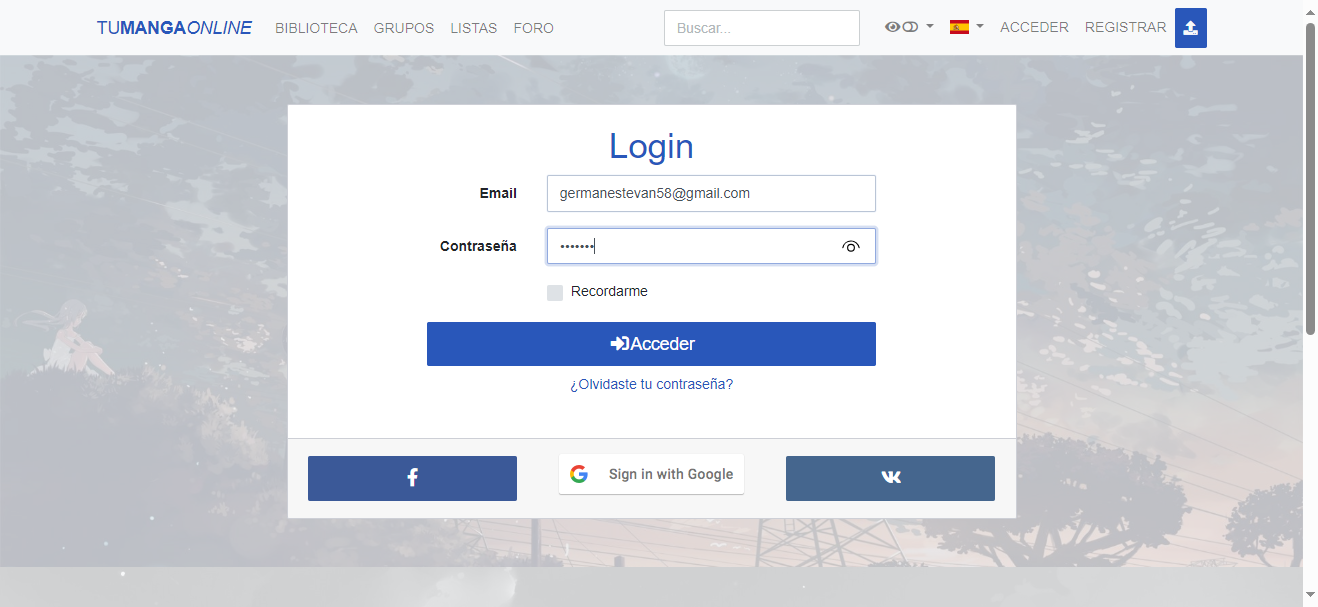 TUMANGAONLINE BIBLIOTECA GRUPOS LISTAS FORO Buscar... ACCEDER REGISTRAR
Login
Email germanestevan58@gmail.com
Contraseña •••••••
Recordarme
Acceder
¿Olvidaste tu contraseña?
Sign in with Google